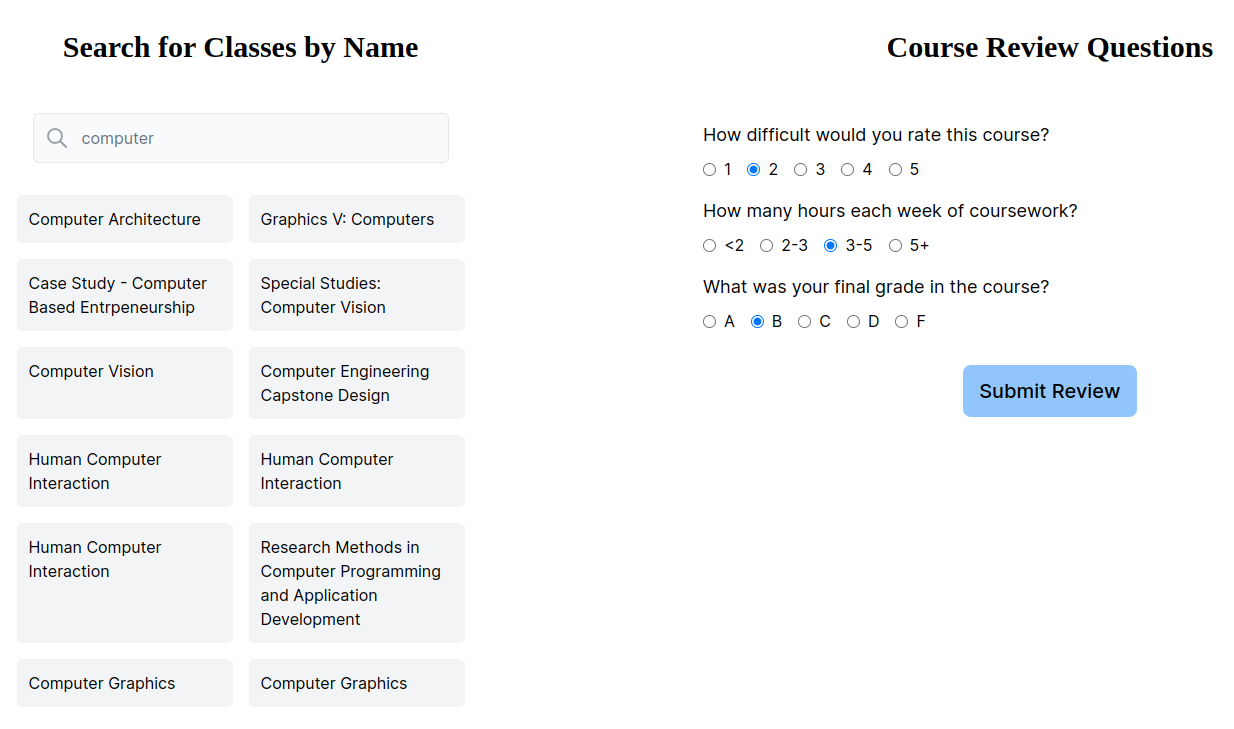 Search for Classes by Name
computer
Computer Architecture
Graphics V: Computers
Case Study - Computer
Based Entrpeneurship
Special Studies:
Computer Vision
Computer Vision
Computer Engineering
Capstone Design
Human Computer
Interaction
Human Computer
Interaction
Human Computer
Interaction
Research Methods in
Computer Programming
and Application
Development
Computer Graphics
Computer Graphics
Course Review Questions
How difficult would you rate this course?
1 2 3 4 5
How many hours each week of coursework?
<2 2-3 3-5 5+
What was your final grade in the course?
A B C D F
Submit Review